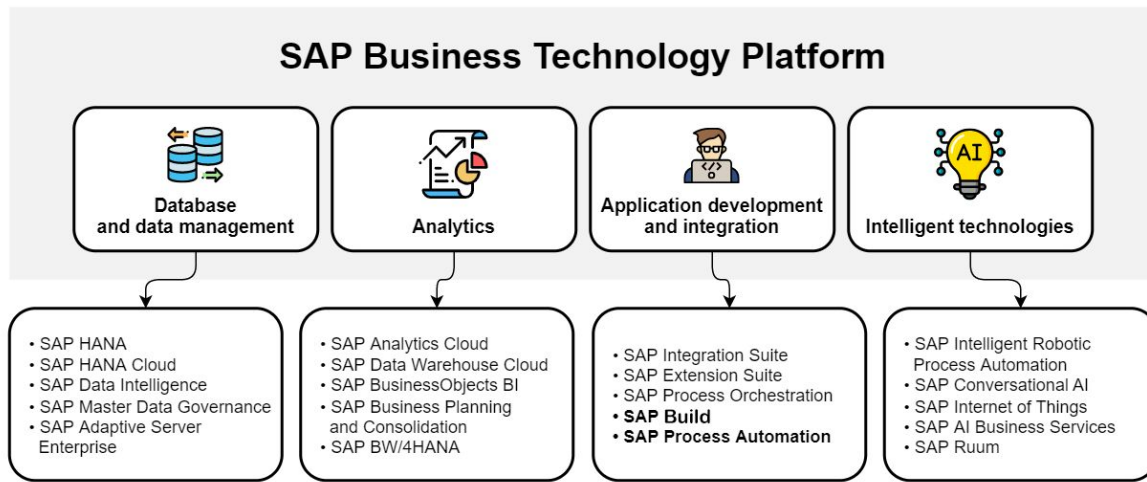 SAP Business Technology Platform
Database
and data management
Analytics
Application development
and integration
AI
Intelligent technologies
• SAP HANA
• SAP HANA Cloud
• SAP Data Intelligence
• SAP Master Data Governance
• SAP Adaptive Server
Enterprise
• SAP Analytics Cloud
• SAP Data Warehouse Cloud
• SAP BusinessObjects BI
• SAP Business Planning
and Consolidation
• SAP BW/4HANA
• SAP Integration Suite
• SAP Extension Suite
• SAP Process Orchestration
• SAP Build
• SAP Process Automation
• SAP Intelligent Robotic
Process Automation
• SAP Conversational AI
• SAP Internet of Things
• SAP AI Business Services
• SAP Ruum